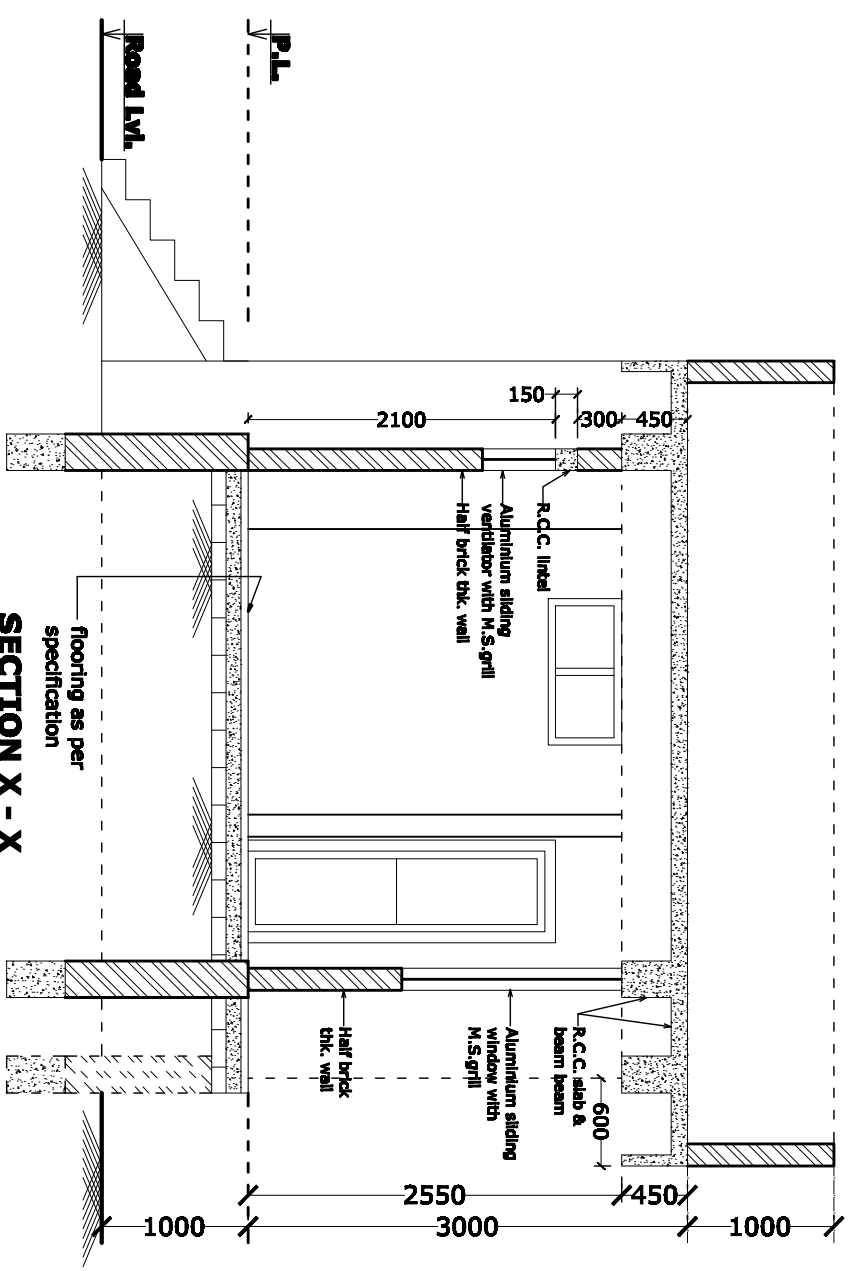 P.L.
Road Lvl.
150
2100
300
450
R.C.C. lintel
Aluminium sliding
ventilator with M.S.grill
Half brick thk. wall
flooring as per
specification
R.C.C. slab &
beam beam
600
Aluminium sliding
window with
M.S.grill
Half brick
thk. wall
2550
450
1000
3000
1000
SECTION X - X